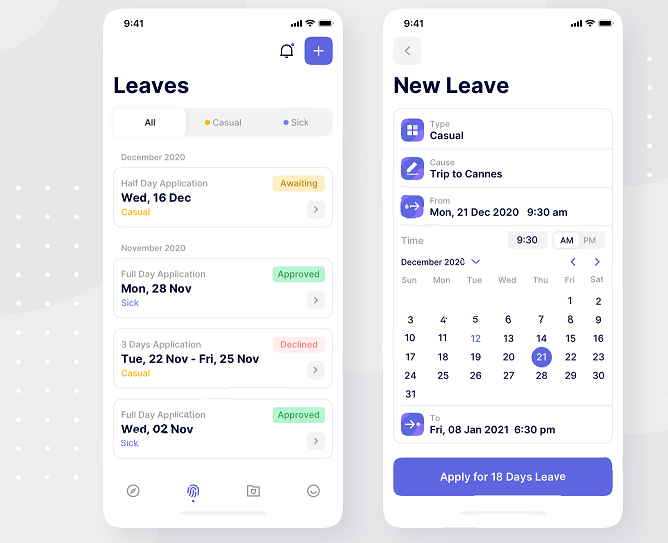 9:41
Leaves
All Casual Sick
December 2020
Half Day Application Awaiting
Wed, 16 Dec
Casual
November 2020
Full Day Application Approved
Mon, 28 Nov
Sick
3 Days Application Declined
Tue, 22 Nov - Fri, 25 Nov
Casual
Full Day Application Approved
Wed, 02 Nov
Sick
9:41
New Leave
Type
Casual
Cause
Trip to Cannes
From
Mon, 21 Dec 2020 9:30 am
Time 9:30 AM PM
December 2020
Sun Mon Tue Wed Thu Fri Sat
1 2
3 4 5 6 7 8 9
10 11 12 13 14 15 16
17 18 19 20 21 22 23
24 25 26 27 28 29 30
31
To
Fri, 08 Jan 2021 6:30 pm
Apply for 18 Days Leave